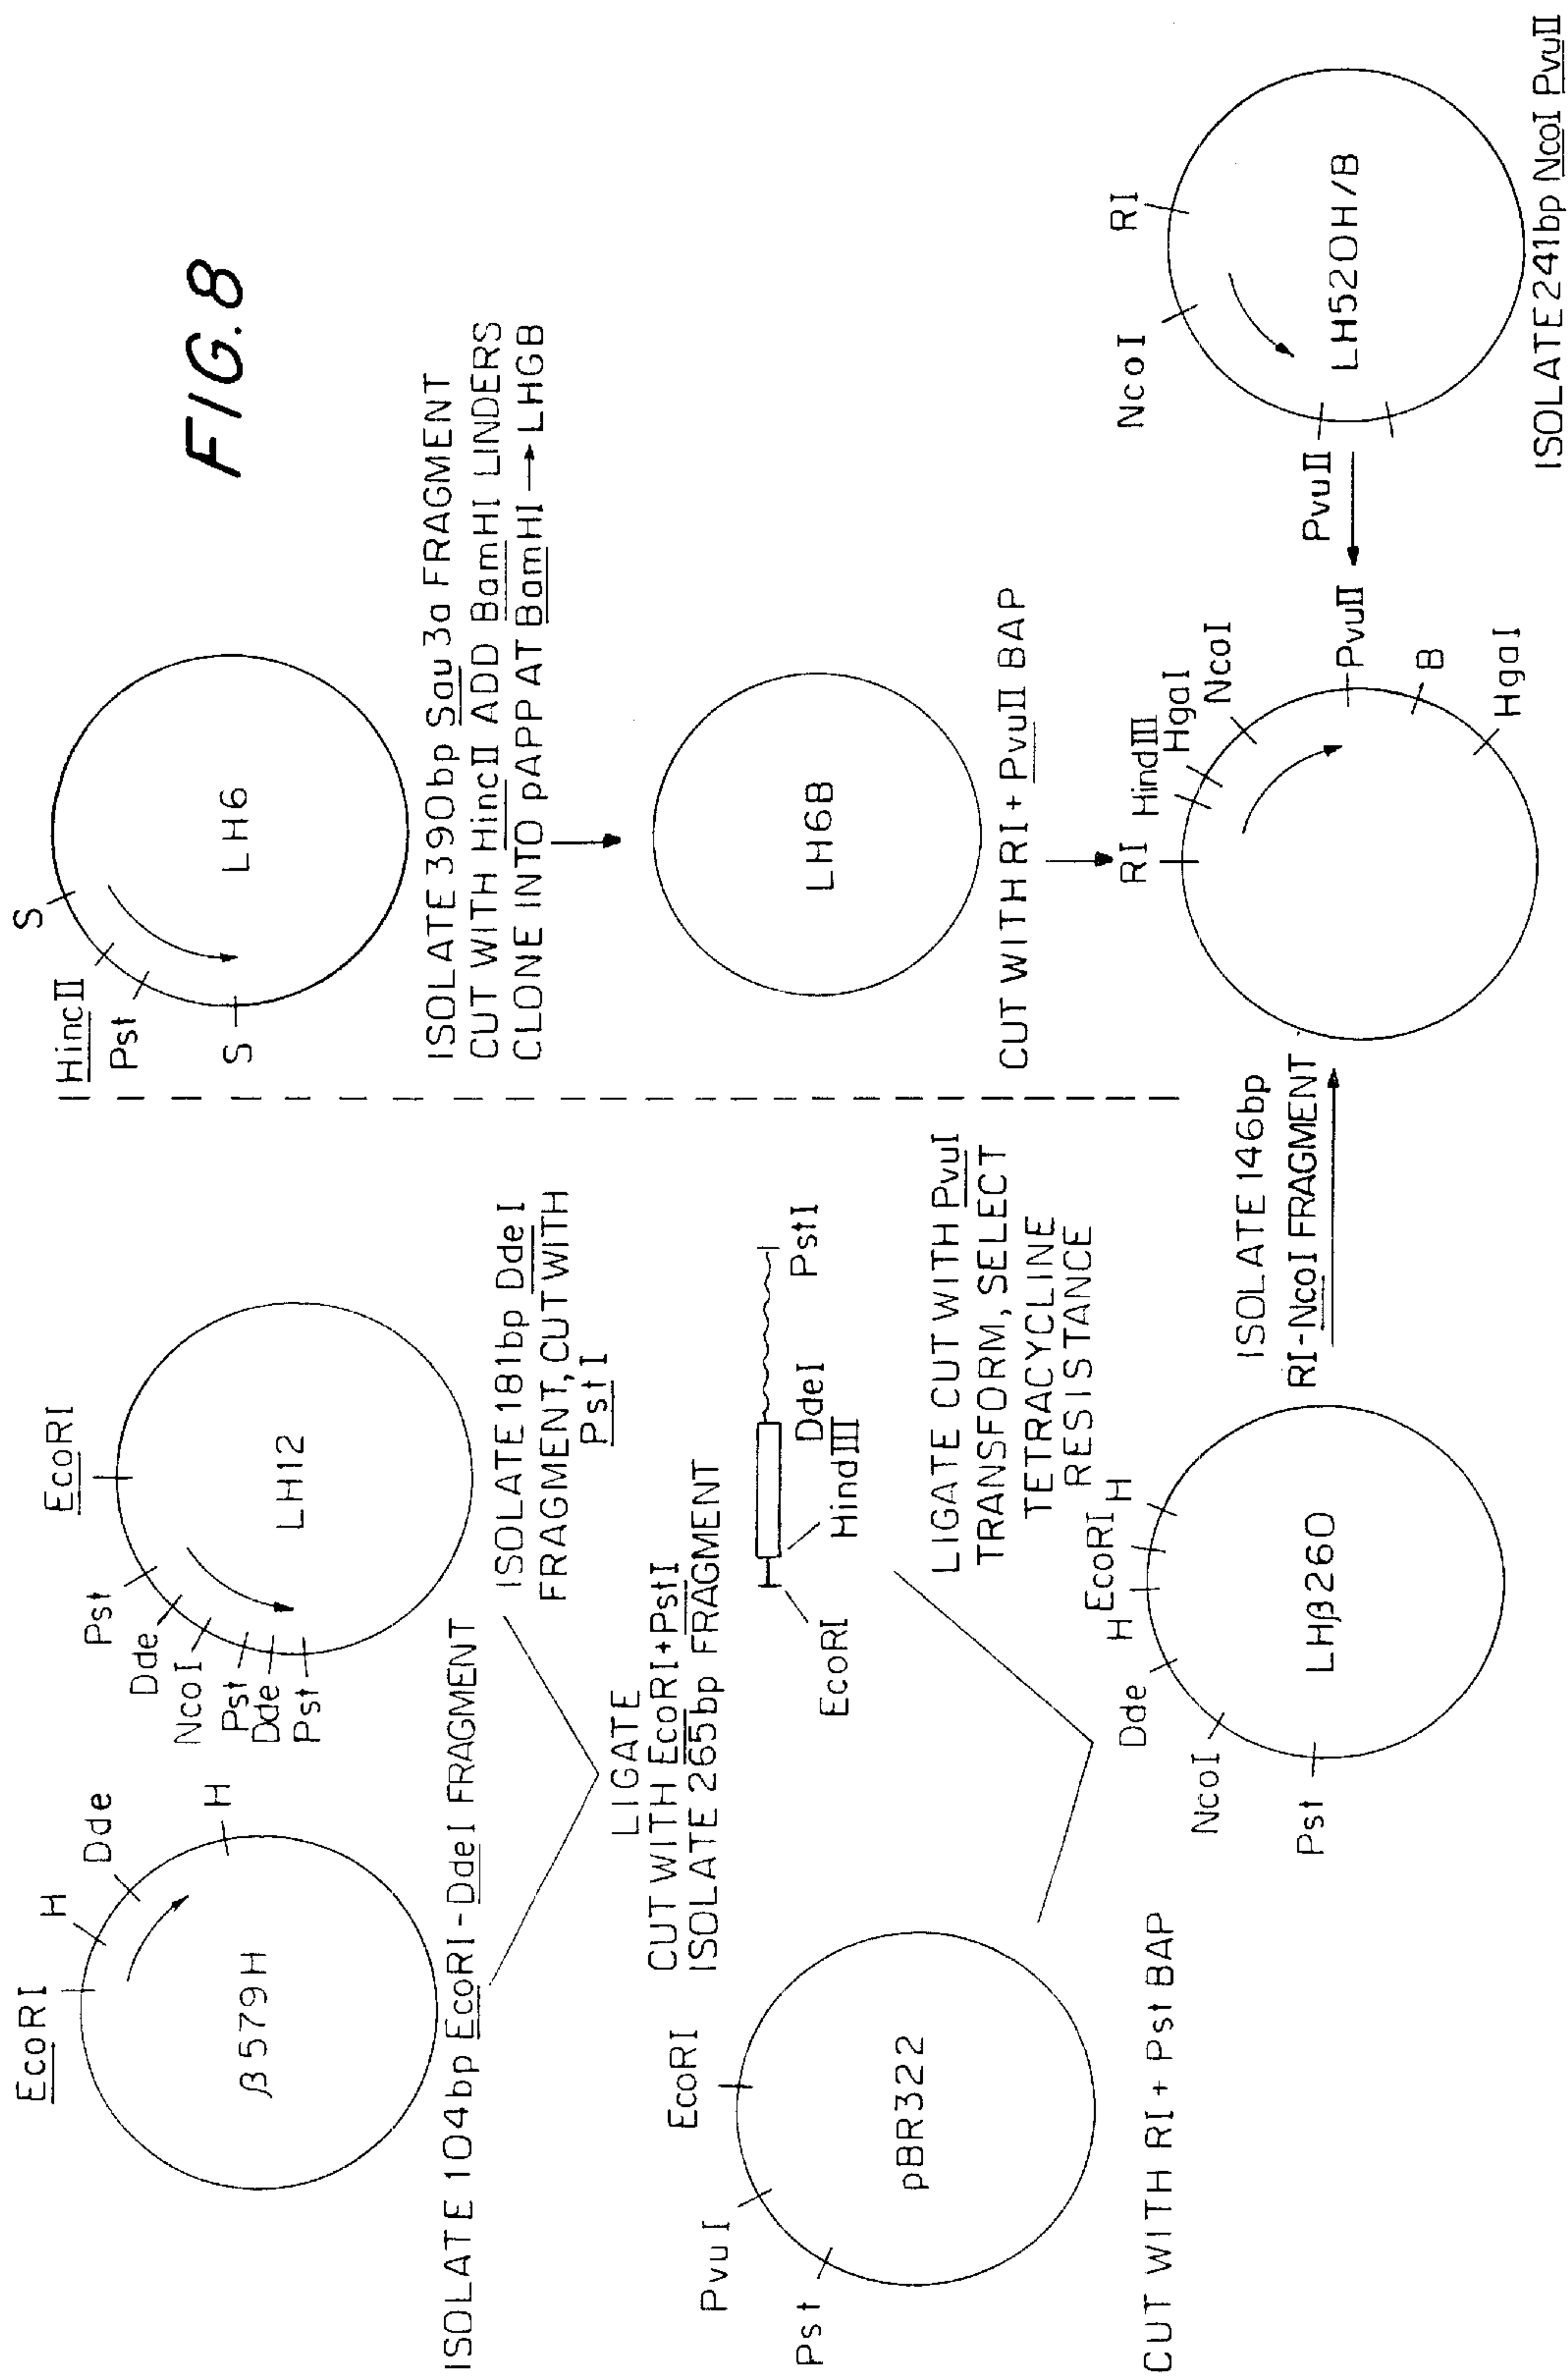 FIG.8
EcoRI
H
Dde
H
β579H
ISOLATE 104bp EcoRI-DdeI FRAGMENT
EcoRI
Pst
Dde
NcoI
Pst
Dde
Pst
LH12
ISOLATE 181bp DdeI
FRAGMENT, CUT WITH
PstI
LIGATE
CUT WITH EcoRI+PstI
ISOLATE 265bp FRAGMENT
EcoRI
HindIII
DdeI
PstI
EcoRI
PvuI
Pst
pBR322
CUT WITH RI + Pst BAP
LIGATE CUT WITH PvuI
TRANSFORM, SELECT
TETRACYCLINE
RESISTANCE
H
EcoRI
H
Dde
NcoI
Pst
LHβ260
ISOLATE 146bp
RI-NcoI FRAGMENT
S
HincII
Pst
S
LH6
ISOLATE 390bp Sau 3a FRAGMENT
CUT WITH HincII ADD BamHI LINDERS
CLONE INTO pAPP AT BamHI → LHGB
LH6B
CUT WITH RI + PvuII BAP
RI
HindIII
HgaI
NcoI
PvuII
B
HgaI
RI
NcoI
PvuII
LH520H/B
ISOLATE 241bp NcoI PvuII